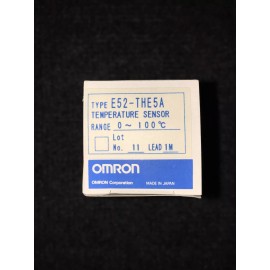 TYPE E52-THE5A
TEMPERATURE SENSOR
RANGE 0~100℃
Lot
No. 11 LEAD 1M
OMRON
OMRON Corporation MADE IN JAPAN